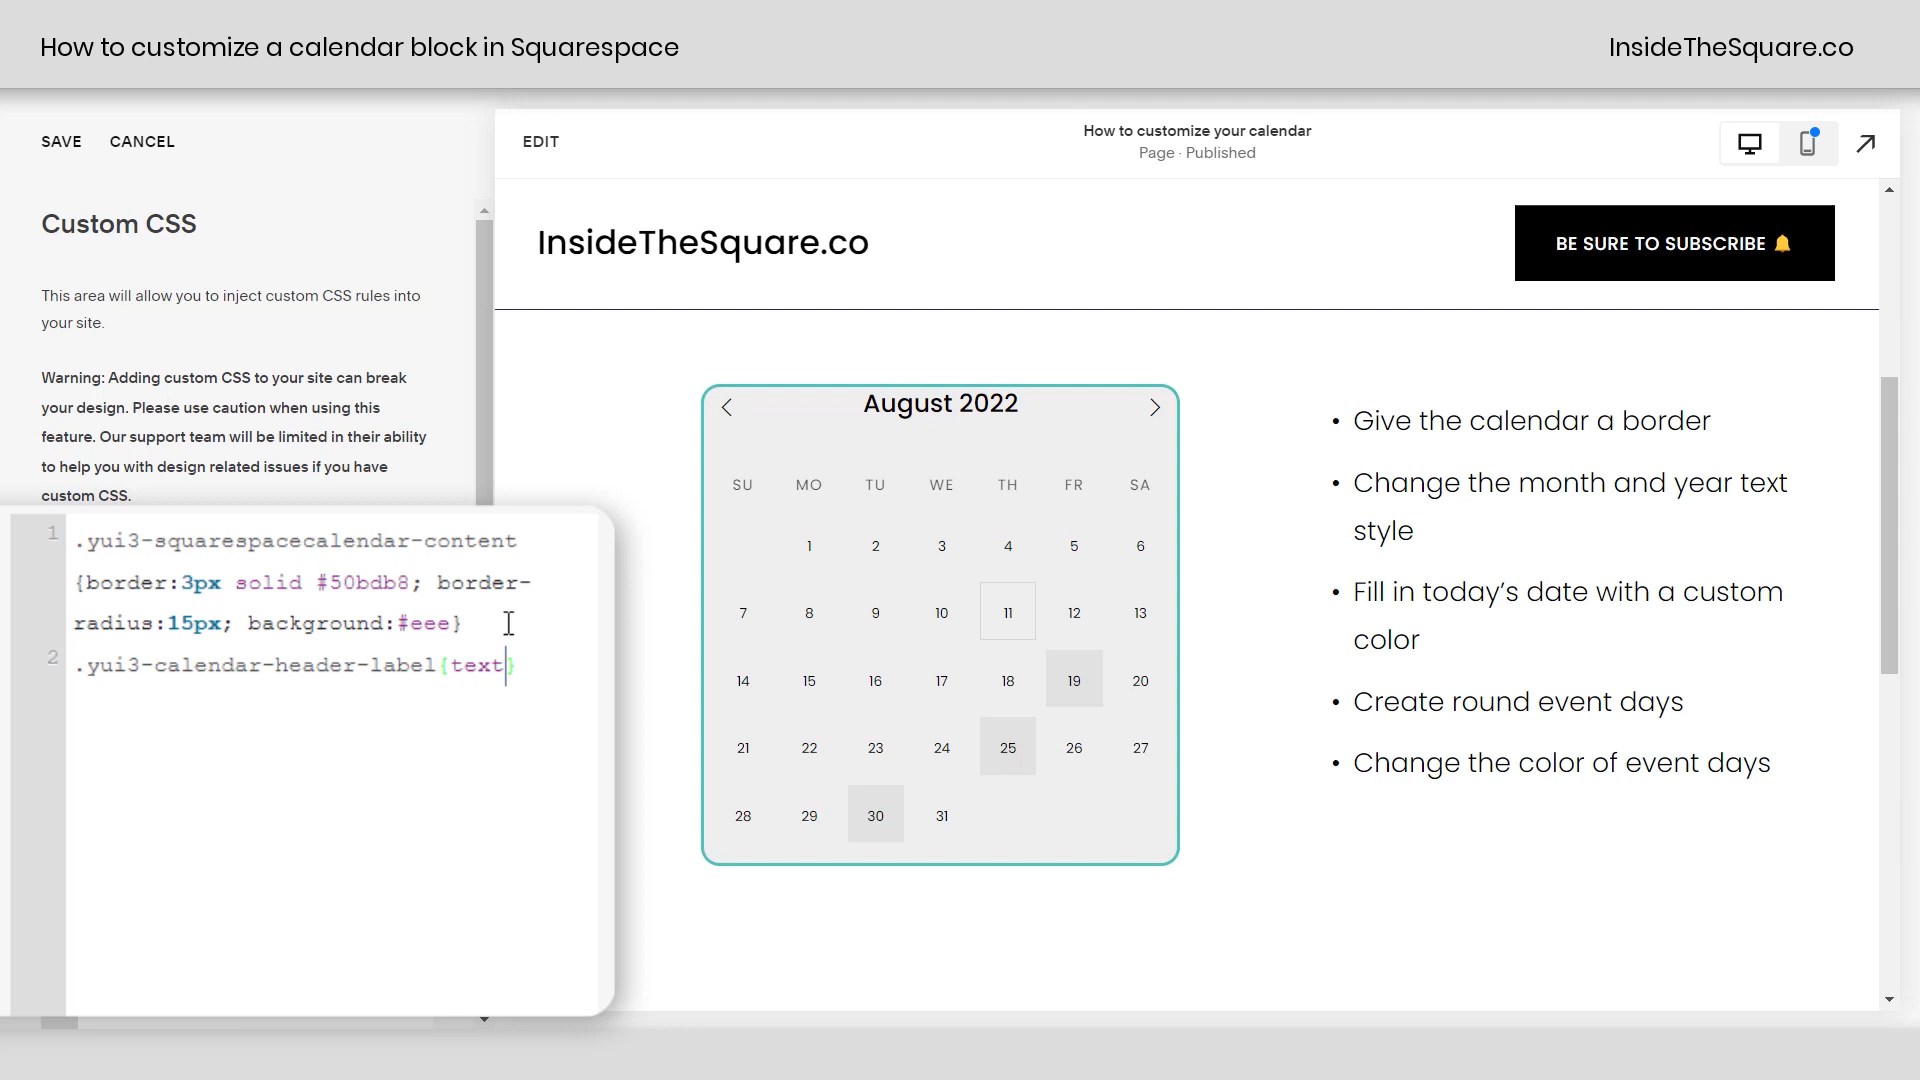 How to customize a calendar block in Squarespace
InsideTheSquare.co
SAVE CANCEL
EDIT
How to customize your calendar
Page · Published
Custom CSS
This area will allow you to inject custom CSS rules into
your site.
Warning: Adding custom CSS to your site can break
your design. Please use caution when using this
feature. Our support team will be limited in their ability
to help you with design related issues if you have
custom CSS.
1 .yui3-squarespacecalendar-content
{border:3px solid #50bdb8; border-
radius:15px; background:#eee}
2 .yui3-calendar-header-label{text}
InsideTheSquare.co
BE SURE TO SUBSCRIBE 🔔
August 2022
SU MO TU WE TH FR SA
1 2 3 4 5 6
7 8 9 10 11 12 13
14 15 16 17 18 19 20
21 22 23 24 25 26 27
28 29 30 31
• Give the calendar a border
• Change the month and year text
style
• Fill in today’s date with a custom
color
• Create round event days
• Change the color of event days